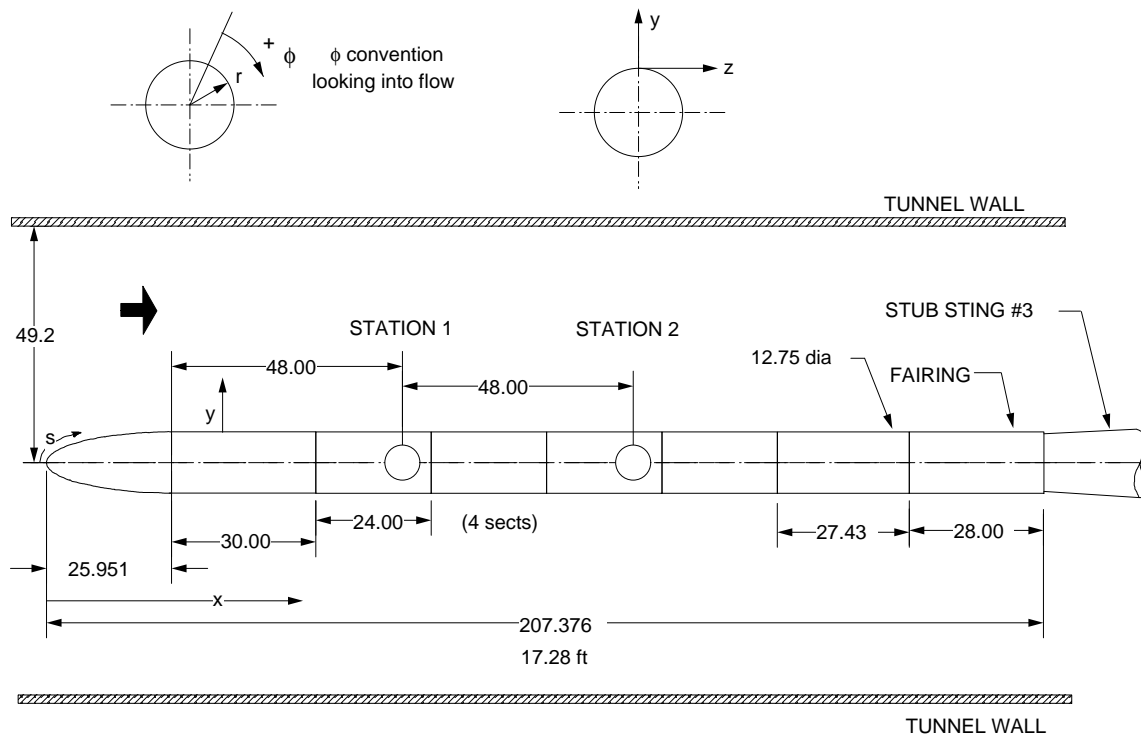 +
ϕ
ϕ convention
looking into flow
r
y
z
TUNNEL WALL
49.2
STATION 1
STATION 2
STUB STING #3
48.00
48.00
12.75 dia
FAIRING
y
s
24.00
(4 sects)
30.00
27.43
28.00
25.951
x
207.376
17.28 ft
TUNNEL WALL